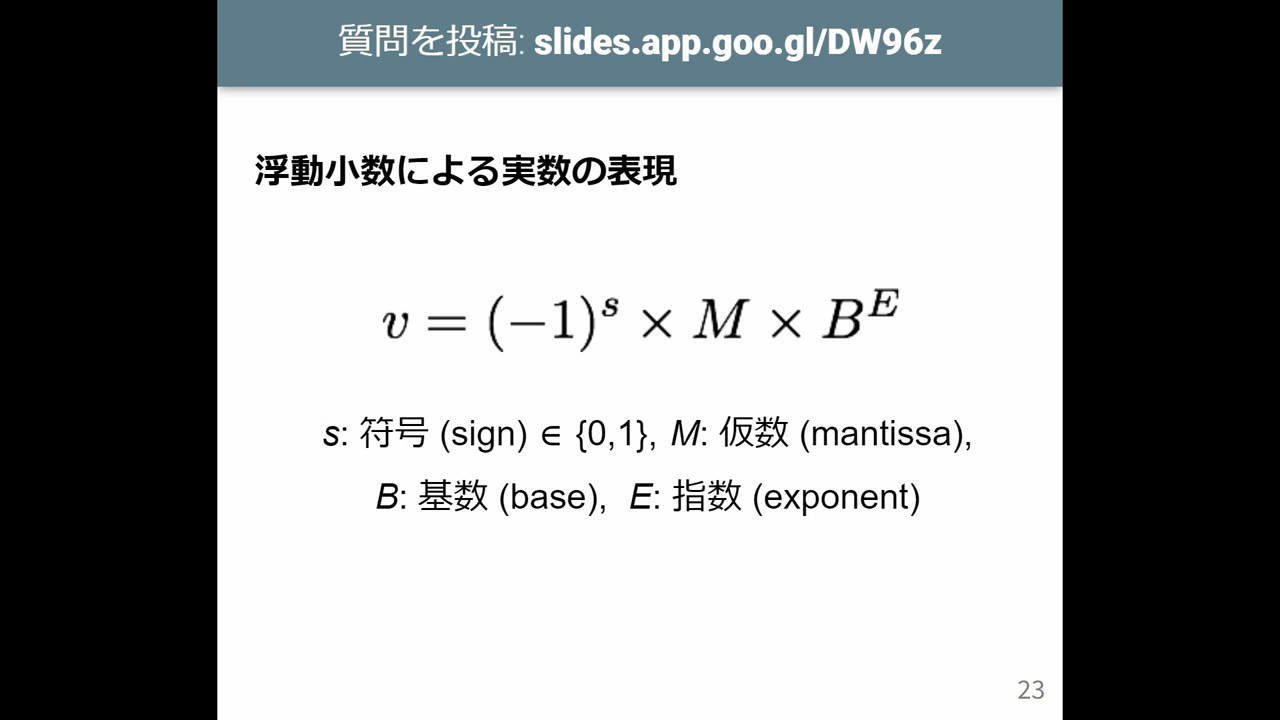 質問を投稿: slides.app.goo.gl/DW96z
浮動小数による実数の表現
v = (−1)^s × M × B^E
s: 符号 (sign) ∈ {0,1}, M: 仮数 (mantissa),
B: 基数 (base), E: 指数 (exponent)
23